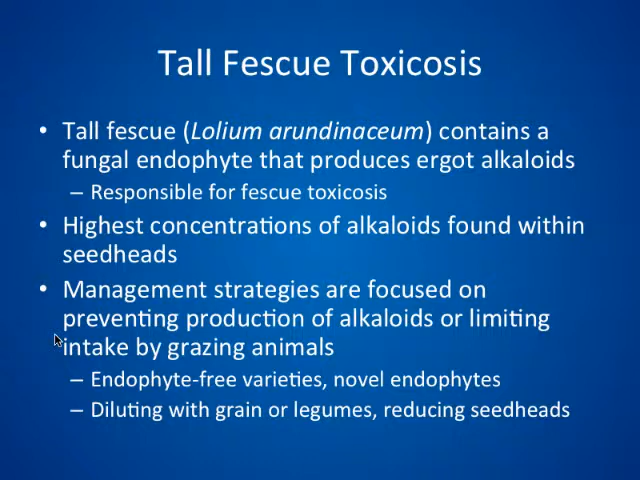 Tall Fescue Toxicosis
• Tall fescue (Lolium arundinaceum) contains a
fungal endophyte that produces ergot alkaloids
– Responsible for fescue toxicosis
• Highest concentrations of alkaloids found within
seedheads
• Management strategies are focused on
preventing production of alkaloids or limiting
intake by grazing animals
– Endophyte-free varieties, novel endophytes
– Diluting with grain or legumes, reducing seedheads